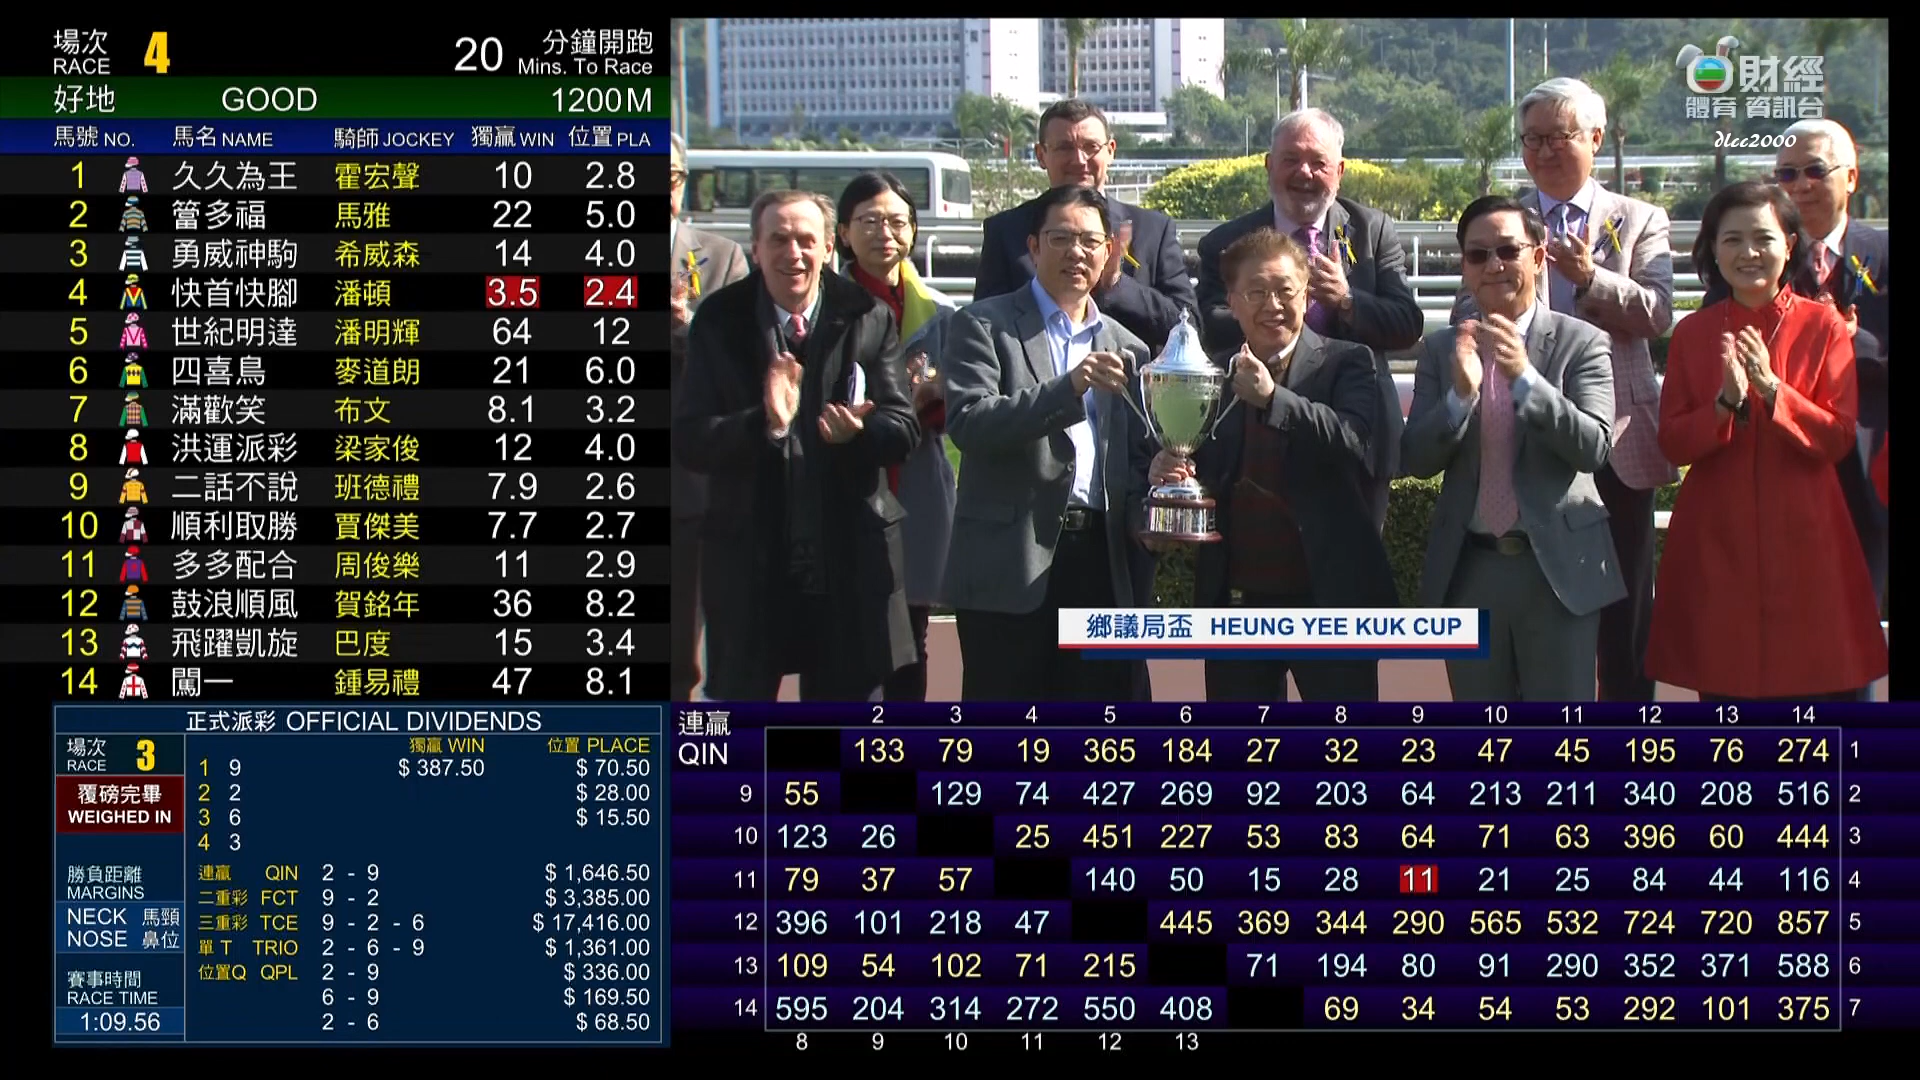 場次 4 20 分鐘開跑
RACE Mins. To Race
好地 GOOD 1200M
馬號 NO. 馬名 NAME 騎師 JOCKEY 獨贏 WIN 位置 PLA
1 久久為王 霍宏聲 10 2.8
2 簹多福 馬雅 22 5.0
3 勇威神駒 希威森 14 4.0
4 快首快腳 潘頓 3.5 2.4
5 世紀明達 潘明輝 64 12
6 四喜鳥 麥道朗 21 6.0
7 滿歡笑 布文 8.1 3.2
8 洪運派彩 梁家俊 12 4.0
9 二話不說 班德禮 7.9 2.6
10 順利取勝 賈傑美 7.7 2.7
11 多多配合 周俊樂 11 2.9
12 鼓浪順風 賀銘年 36 8.2
13 飛躍凱旋 巴度 15 3.4
14 闖一 鍾易禮 47 8.1
財經
體育 資訊台
dlcc2000
鄉議局盃 HEUNG YEE KUK CUP
正式派彩 OFFICIAL DIVIDENDS
場次 3
RACE
覆磅完畢
WEIGHED IN
勝負距離
MARGINS
NECK 馬頸
NOSE 鼻位
賽事時間
RACE TIME
1:09.56
獨贏 WIN 位置 PLACE
1 9 $ 387.50 $ 70.50
2 2 $ 28.00
3 6 $ 15.50
4 3
連贏 QIN 2 - 9 $ 1,646.50
二重彩 FCT 9 - 2 $ 3,385.00
三重彩 TCE 9 - 2 - 6 $ 17,416.00
單T TRIO 2 - 6 - 9 $ 1,361.00
位置Q QPL 2 - 9 $ 336.00
6 - 9 $ 169.50
2 - 6 $ 68.50
連贏
QIN
2 3 4 5 6 7 8 9 10 11 12 13 14
133 79 19 365 184 27 32 23 47 45 195 76 274 1
9 55 129 74 427 269 92 203 64 213 211 340 208 516 2
10 123 26 25 451 227 53 83 64 71 63 396 60 444 3
11 79 37 57 140 50 15 28 11 21 25 84 44 116 4
12 396 101 218 47 445 369 344 290 565 532 724 720 857 5
13 109 54 102 71 215 71 194 80 91 290 352 371 588 6
14 595 204 314 272 550 408 69 34 54 53 292 101 375 7
8 9 10 11 12 13